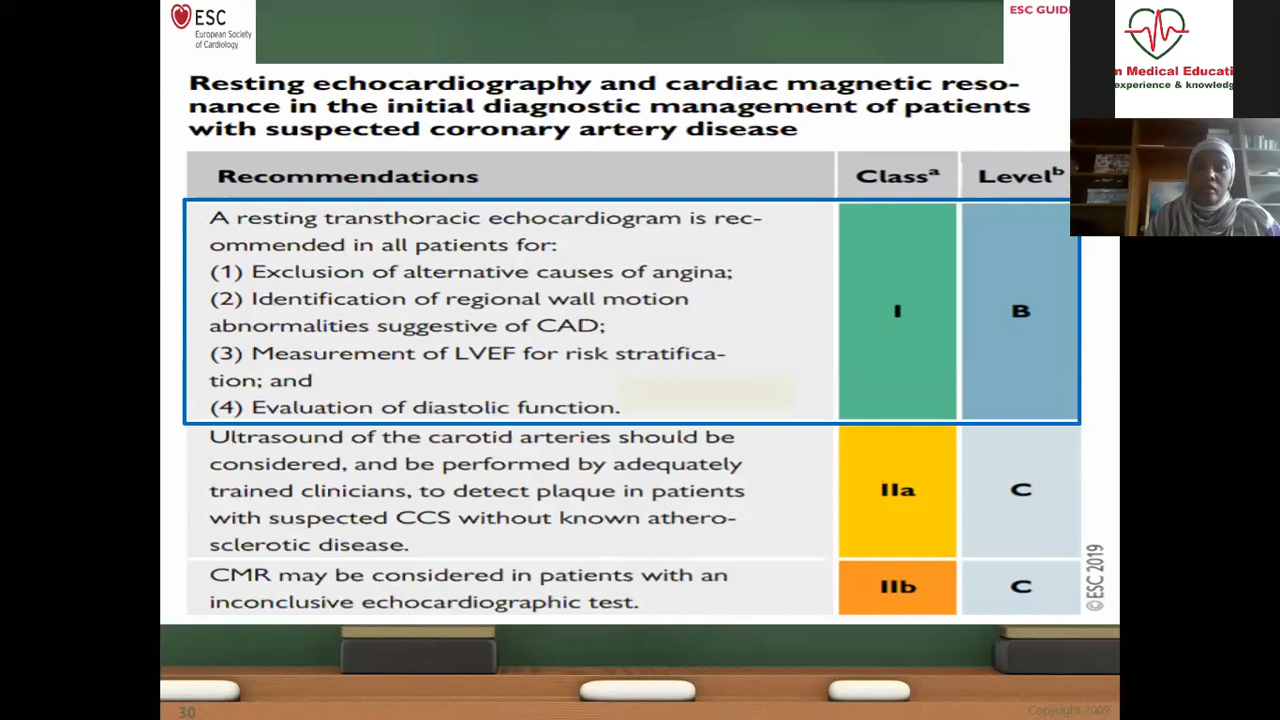 ESC
European Society
of Cardiology
ESC GUID
Medical Educati
experience & knowledg
Resting echocardiography and cardiac magnetic reso-
nance in the initial diagnostic management of patients
with suspected coronary artery disease
Recommendations Classa Levelb
A resting transthoracic echocardiogram is rec-
ommended in all patients for:
(1) Exclusion of alternative causes of angina;
(2) Identification of regional wall motion
abnormalities suggestive of CAD;
(3) Measurement of LVEF for risk stratifica-
tion; and
(4) Evaluation of diastolic function.
I B
Ultrasound of the carotid arteries should be
considered, and be performed by adequately
trained clinicians, to detect plaque in patients
with suspected CCS without known athero-
sclerotic disease.
IIa C
CMR may be considered in patients with an
inconclusive echocardiographic test.
IIb C
©ESC 2019
30
Copyright 2009